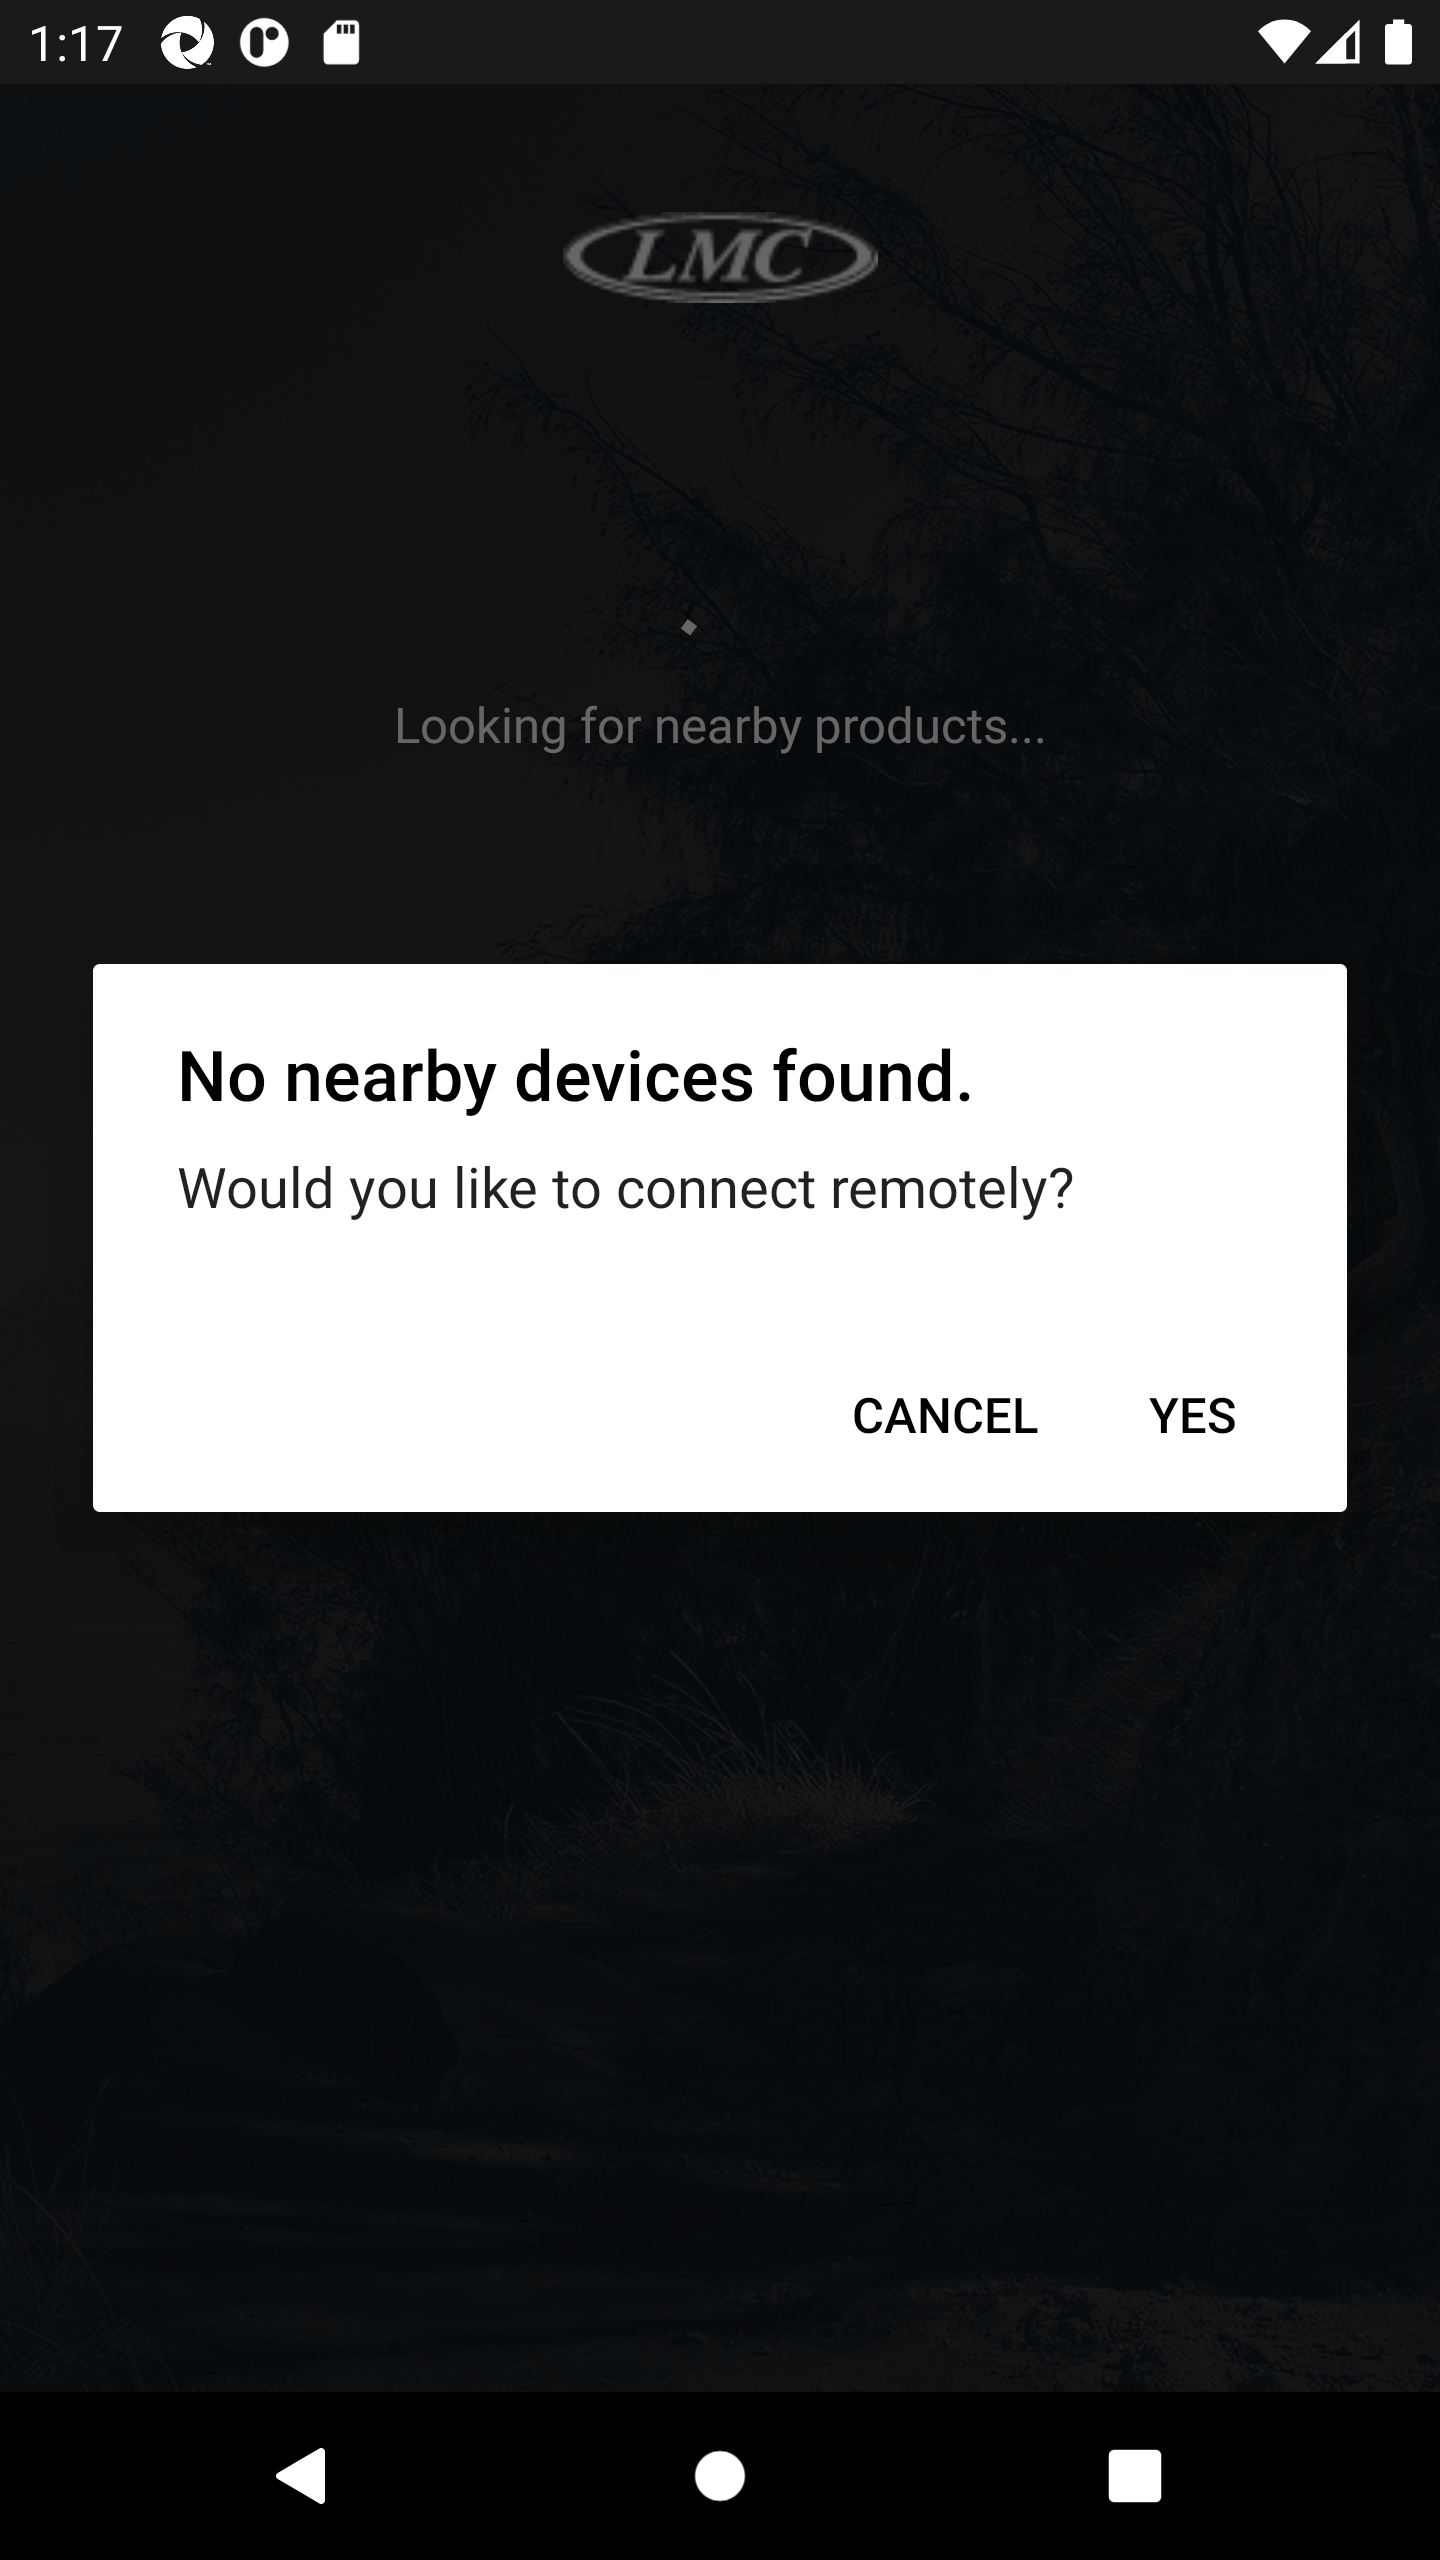 1:17
LMC
Looking for nearby products...
No nearby devices found.
Would you like to connect remotely?
CANCEL YES